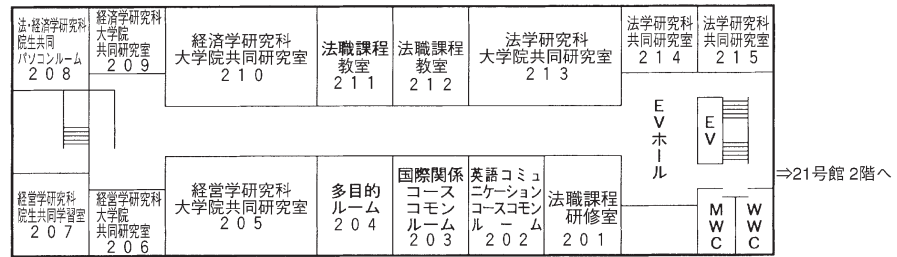 法・経済学研究科
院生共同
パソコンルーム
208
経済学研究科
大学院
共同研究室
209
経済学研究科
大学院共同研究室
210
法職課程
教室
211
法職課程
教室
212
法学研究科
大学院共同研究室
213
法学研究科
共同研究室
214
法学研究科
共同研究室
215
EVホール
EV
⇒21号館 2階へ
経営学研究科
院生共同学習室
207
経営学研究科
大学院
共同研究室
206
経営学研究科
大学院共同研究室
205
多目的
ルーム
204
国際関係
コース
コモン
ルーム
203
英語コミュ
ニケーション
コースコモン
ルーム
202
法職課程
研修室
201
MWC
WWC